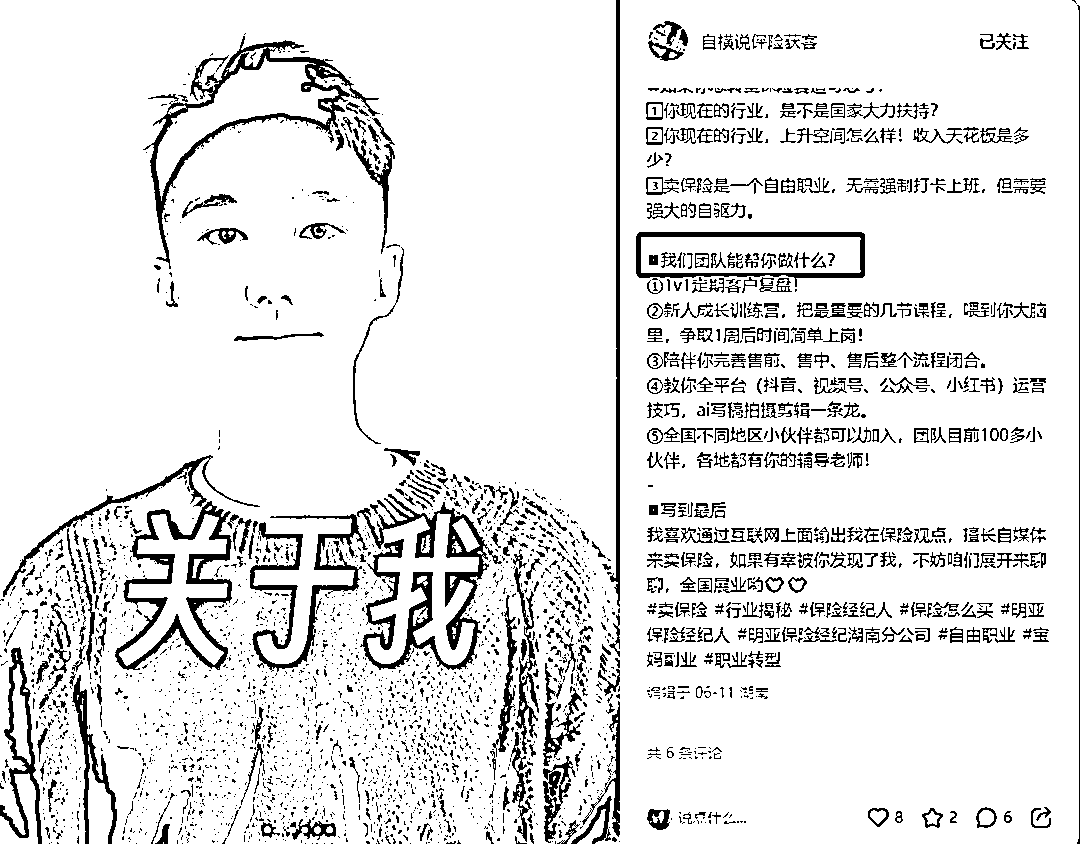 关于我
自横说保险获客
已关注
1你现在的行业，是不是国家大力扶持？
2你现在的行业，上升空间怎么样！收入天花板是多
少？
3卖保险是一个自由职业，无需强制打卡上班，但需要
强大的自驱力。
我们团队能帮你做什么？
①1v1定期客户复盘！
②新人成长训练营，把最重要的几节课程，喂到你大脑
里，争取1周后时间简单上岗！
③陪伴你完善售前、售中、售后整个流程闭合。
④教你全平台（抖音、视频号、公众号、小红书）运营
技巧，ai写稿拍摄剪辑一条龙。
⑤全国不同地区小伙伴都可以加入，团队目前100多小
伙伴，各地都有你的辅导老师！
-
写到最后
我喜欢通过互联网上面输出我在保险观点，擅长自媒体
来卖保险，如果有幸被你发现了我，不妨咱们展开来聊
聊，全国展业哟♡♡
#卖保险 #行业揭秘 #保险经纪人 #保险怎么买 #明亚
保险经纪人 #明亚保险经纪湖南分公司 #自由职业 #宝
妈副业 #职业转型
编辑于 06-11 湖南
共 6 条评论
说点什么...
8
2
6